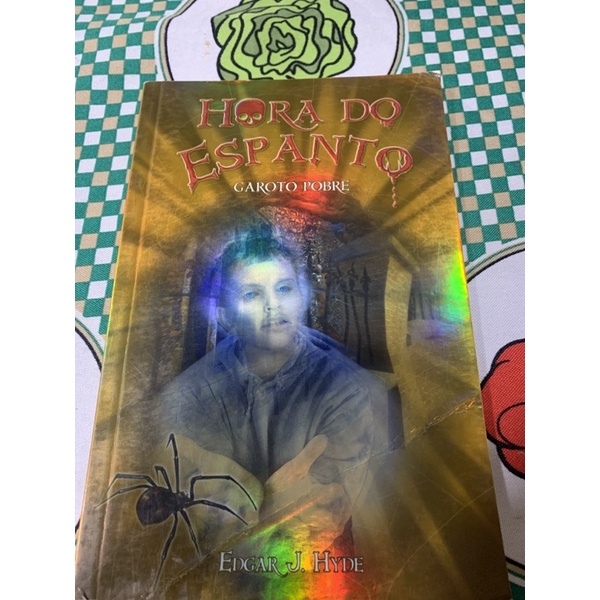 HORA DO
ESPANTO
GAROTO POBRE
EDGAR J. HYDE